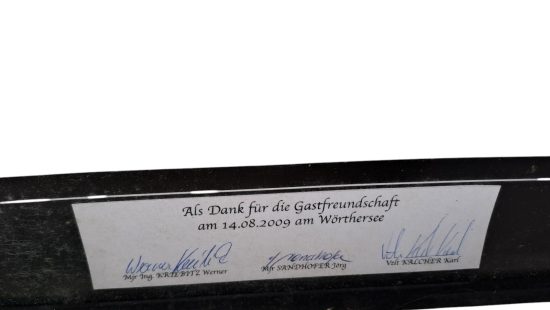 Als Dank für die Gastfreundschaft
am 14.08.2009 am Wörthersee
Mjr Ing. KRIEBITZ Werner
Mjr SANDHOFER Jörg
Vzlt KALCHER Karl